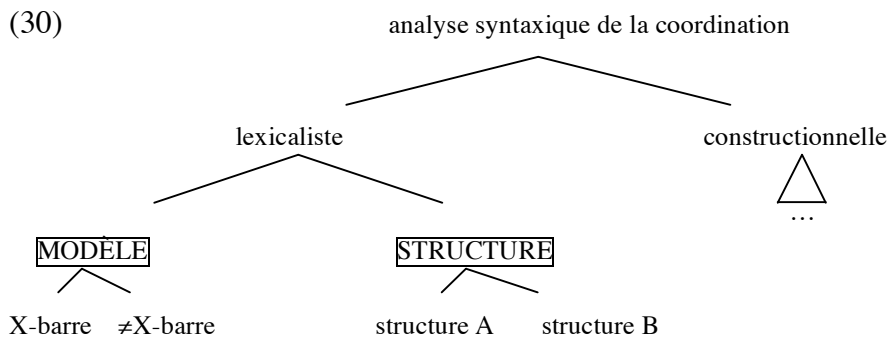 (30) analyse syntaxique de la coordination
lexicaliste constructionnelle
…
MODÈLE STRUCTURE
X-barre ≠X-barre structure A structure B